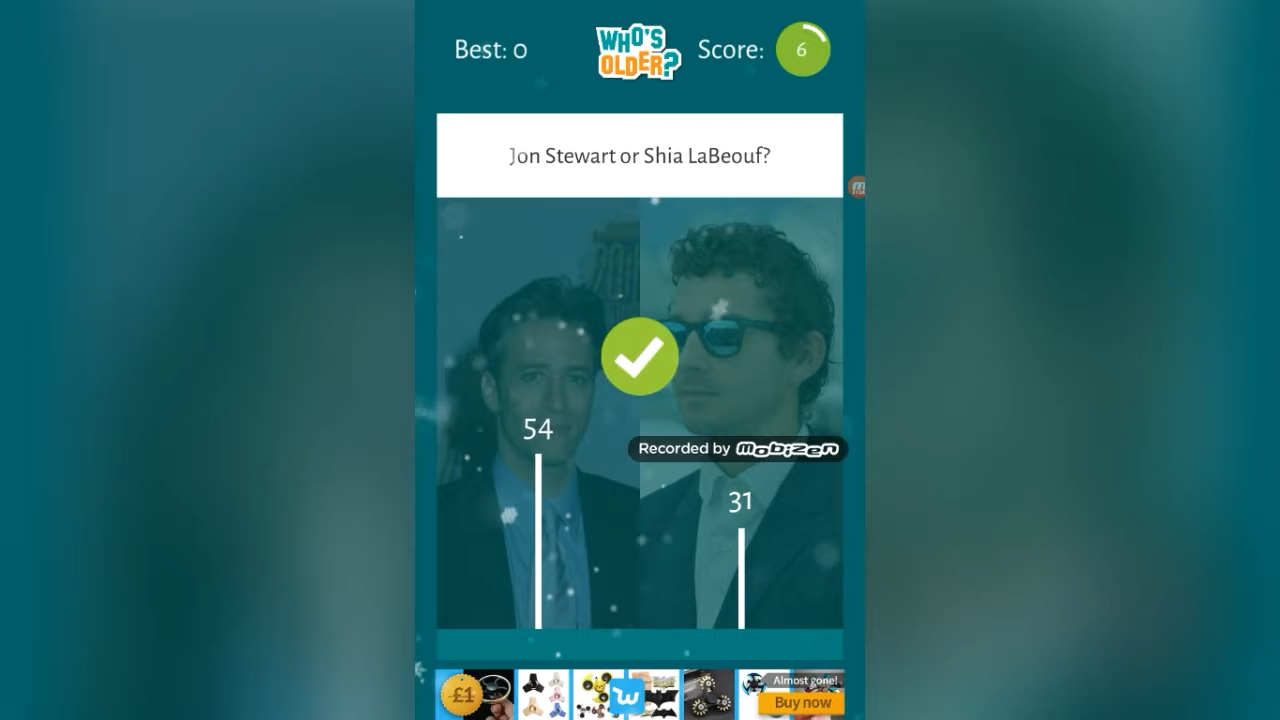 Best: 0
WHO'S
OLDER?
Score: 6
Jon Stewart or Shia LaBeouf?
54
Recorded by Mobizen
31
£1
Almost gone!
Buy now